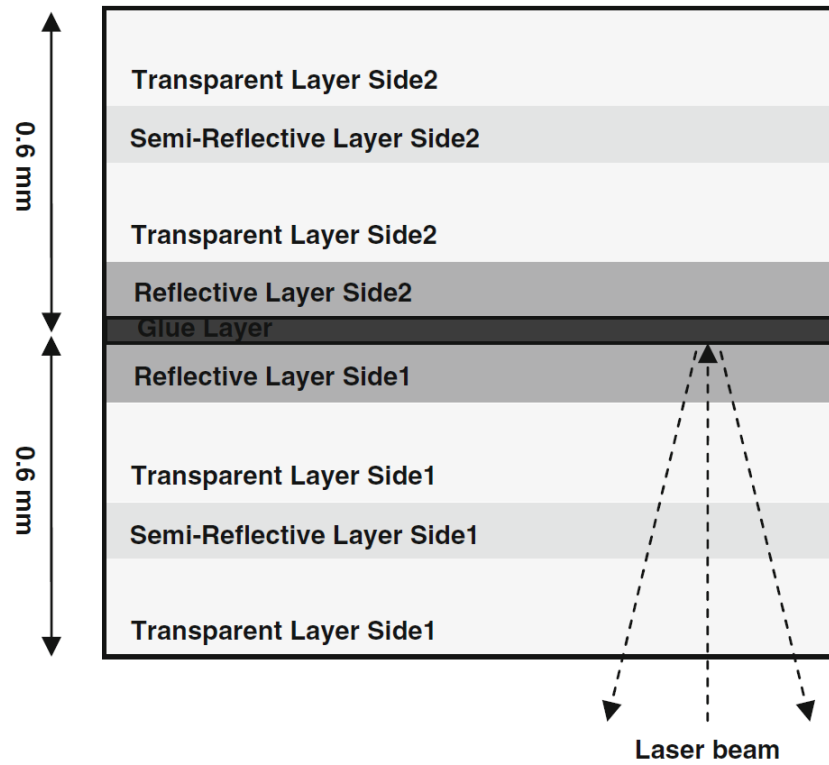 Transparent Layer Side2
Semi-Reflective Layer Side2
0.6 mm
Transparent Layer Side2
Reflective Layer Side2
Glue Layer
Reflective Layer Side1
Transparent Layer Side1
0.6 mm
Semi-Reflective Layer Side1
Transparent Layer Side1
Laser beam